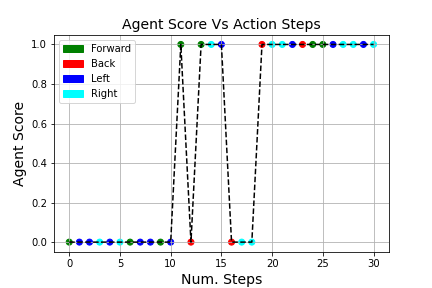 Agent Score Vs Action Steps
Agent Score
1.0
0.8
0.6
0.4
0.2
0.0
Forward
Back
Left
Right
0 5 10 15 20 25 30
Num. Steps